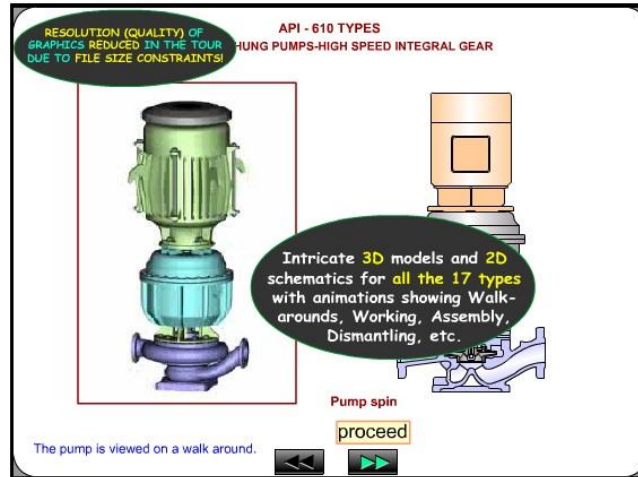 RESOLUTION (QUALITY) OF
GRAPHICS REDUCED IN THE TOUR
DUE TO FILE SIZE CONSTRAINTS!
API - 610 TYPES
HUNG PUMPS-HIGH SPEED INTEGRAL GEAR
Intricate 3D models and 2D
schematics for all the 17 types
with animations showing Walk-
arounds, Working, Assembly,
Dismantling, etc.
Pump spin
proceed
The pump is viewed on a walk around.